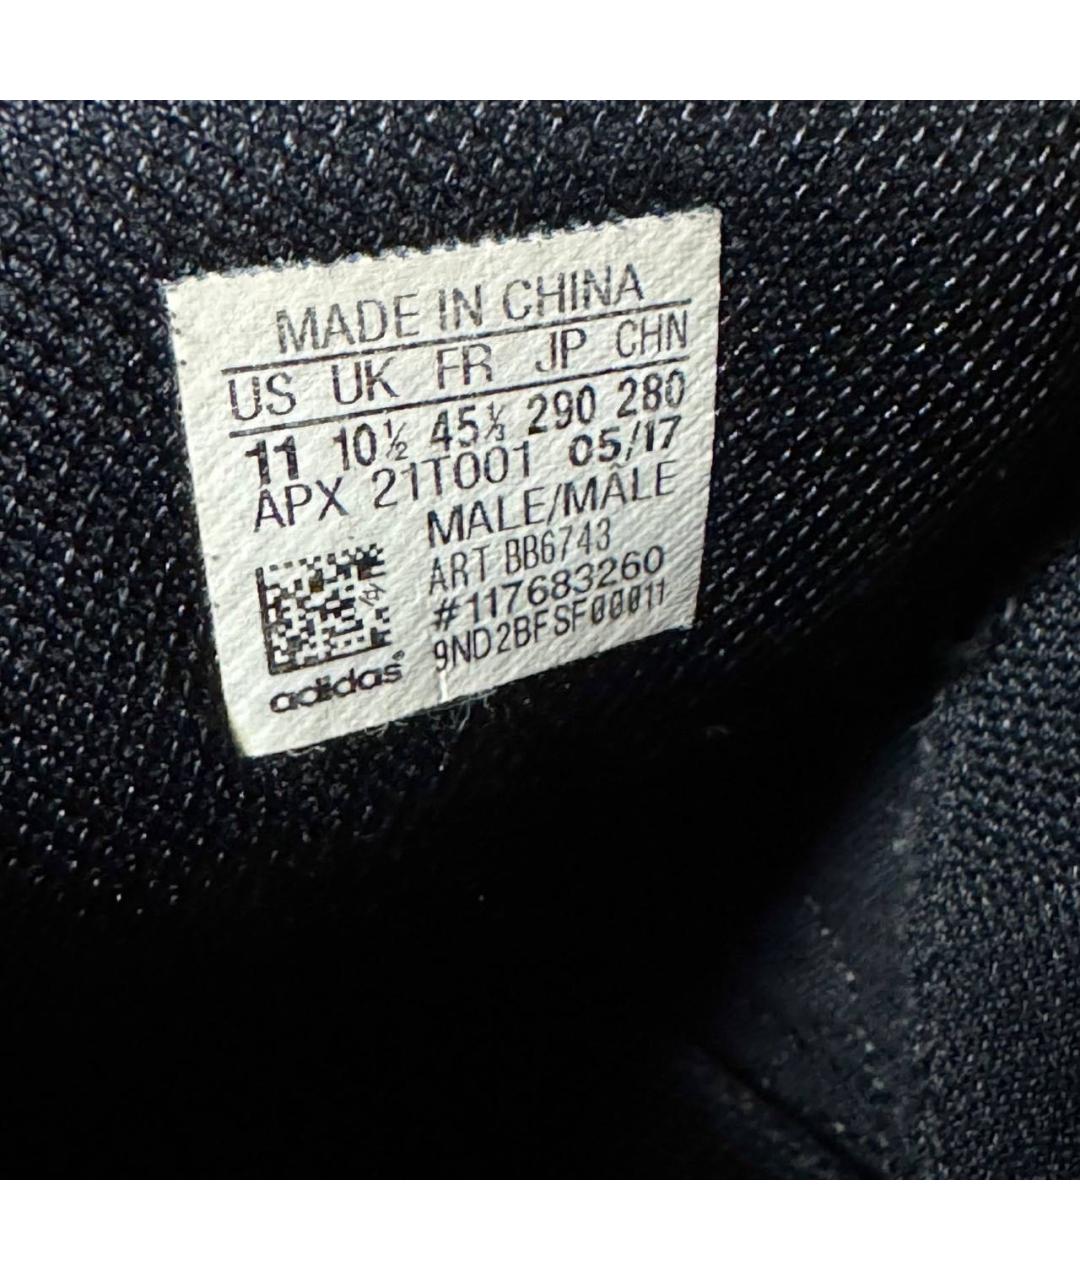 MADE IN CHINA
US UK FR JP CHN
11 10½ 45⅓ 290 280
APX 21T001 05/17
MALE/MÂLE
ART BB6743
#117683260
9ND2BFSF00011
adidas®